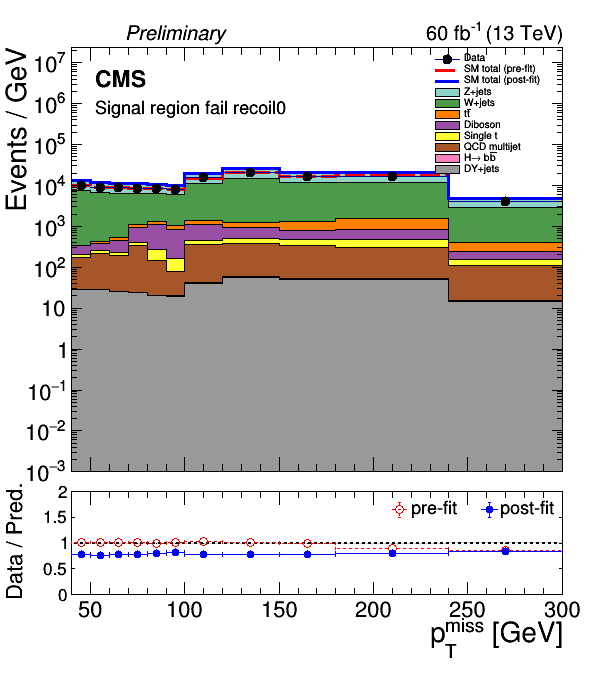 Preliminary
60 fb⁻¹ (13 TeV)
CMS
Signal region fail recoil0
Data
SM total (pre-fit)
SM total (post-fit)
Z+jets
W+jets
tt̅
Diboson
Single t
QCD multijet
H→ bb̅
DY+jets
Events / GeV
10⁷
10⁶
10⁵
10⁴
10³
10²
10
1
10⁻¹
10⁻²
10⁻³
Data / Pred.
2
1.5
1
0.5
0
pre-fit
post-fit
50 100 150 200 250 300
p_T^miss [GeV]